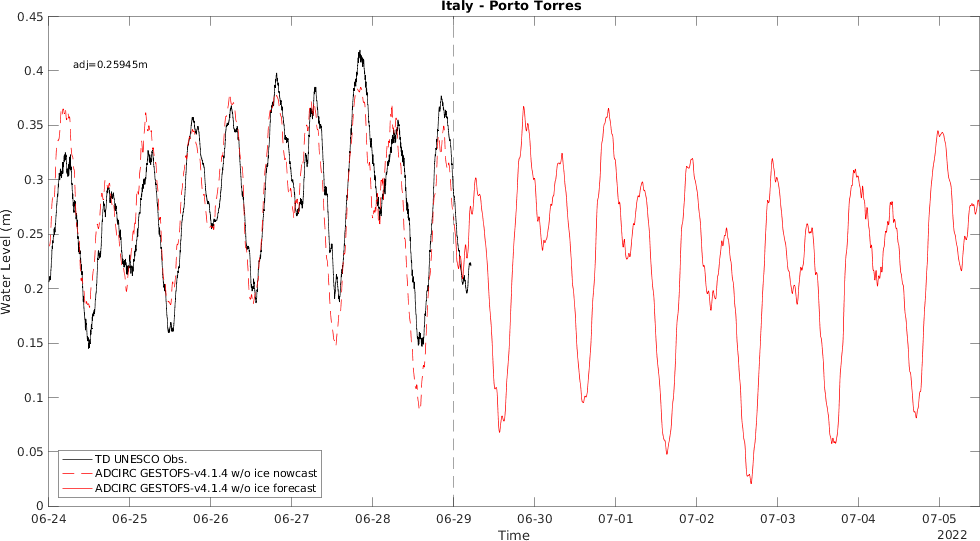 Italy - Porto Torres
adj=0.25945m
0.45
0.4
0.35
0.3
0.25
0.2
0.15
0.1
0.05
0
Water Level (m)
TD UNESCO Obs.
ADCIRC GESTOFS-v4.1.4 w/o ice nowcast
ADCIRC GESTOFS-v4.1.4 w/o ice forecast
06-24 06-25 06-26 06-27 06-28 06-29 06-30 07-01 07-02 07-03 07-04 07-05
Time
2022